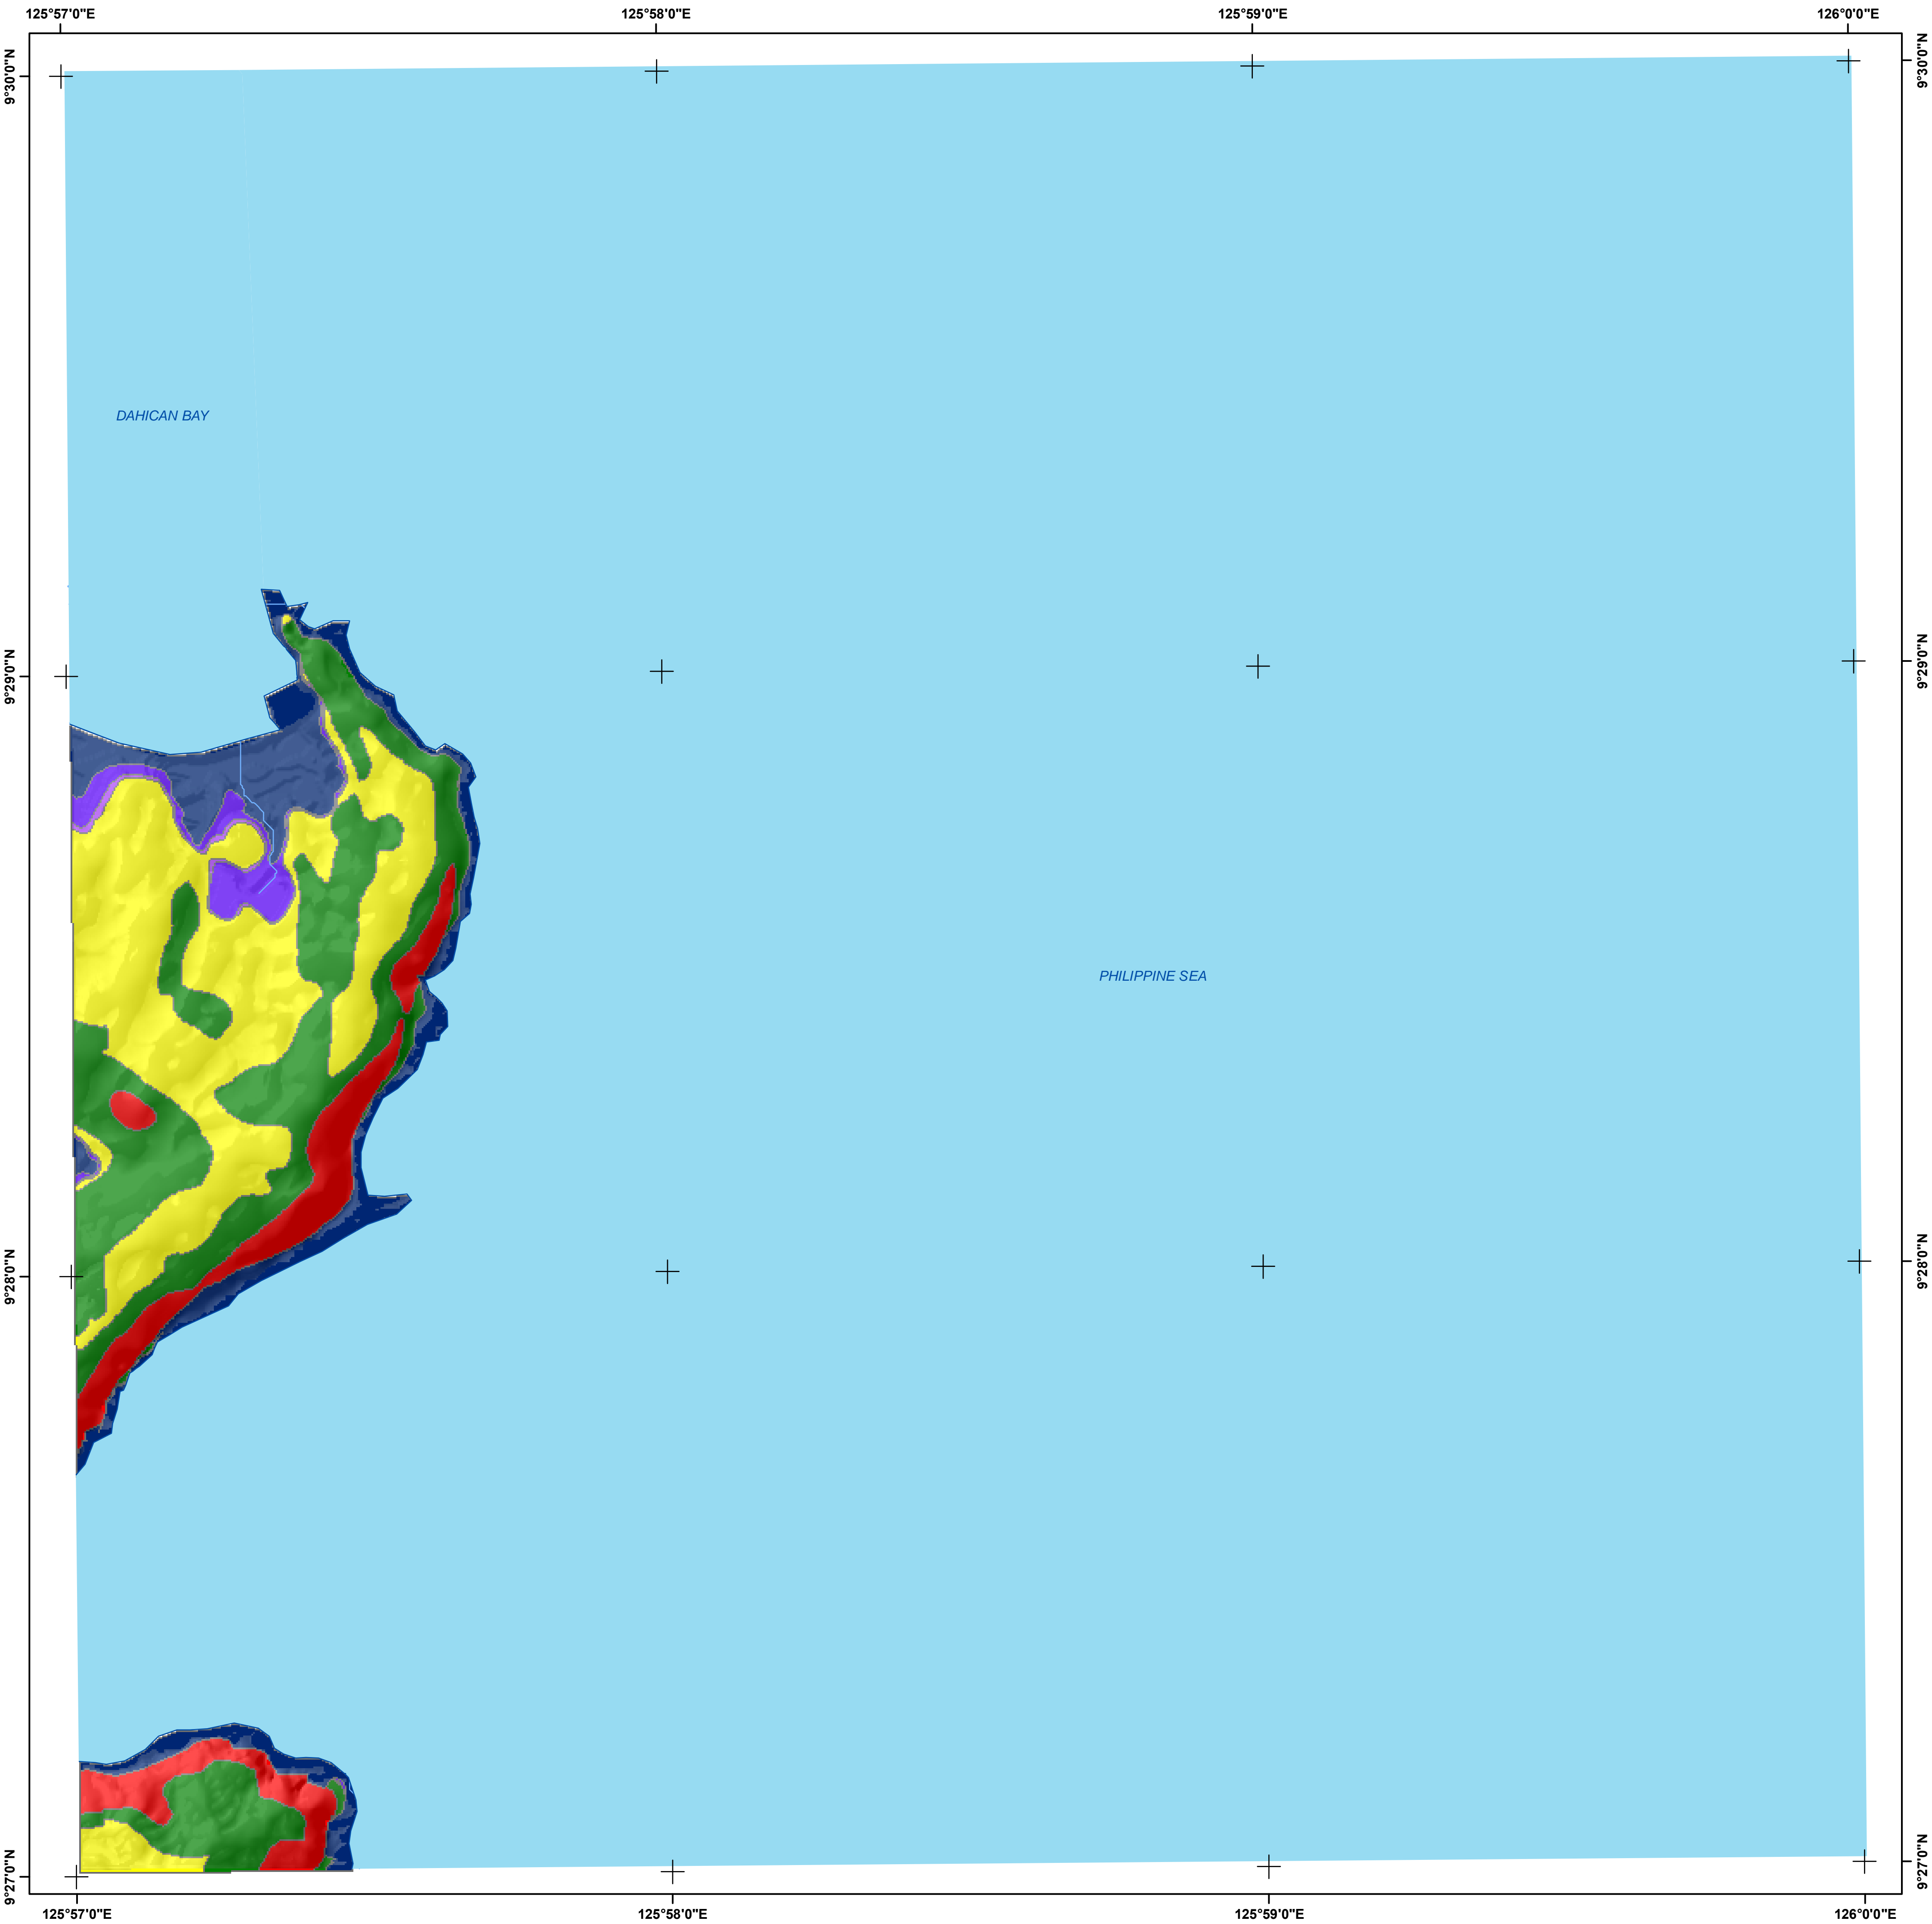 125°57'0"E 125°58'0"E 125°59'0"E 126°0'0"E
9°30'0"N 9°30'0"N
DAHICAN BAY
9°29'0"N 9°29'0"N
PHILIPPINE SEA
9°28'0"N 9°28'0"N
9°27'0"N 9°27'0"N
125°57'0"E 125°58'0"E 125°59'0"E 126°0'0"E